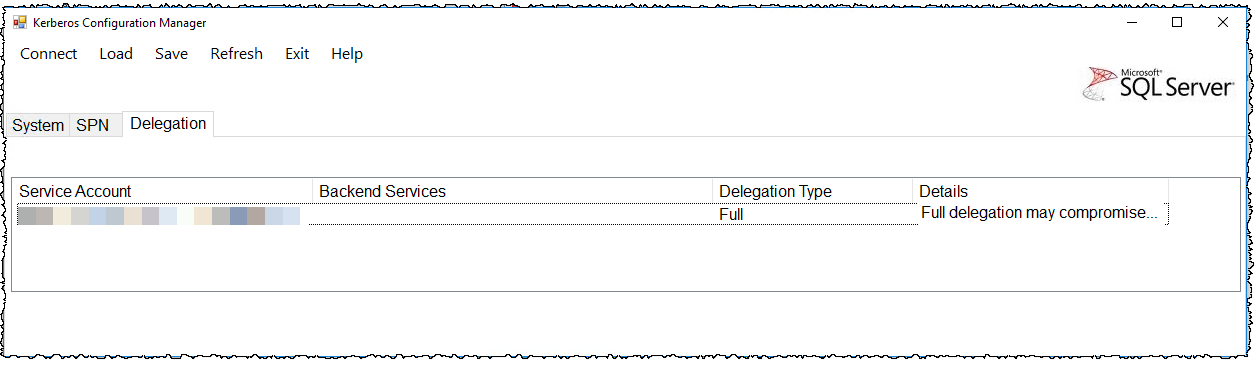 Kerberos Configuration Manager
Connect Load Save Refresh Exit Help
Microsoft®
SQL Server®
System SPN Delegation
Service Account Backend Services Delegation Type Details
Full Full delegation may compromise...